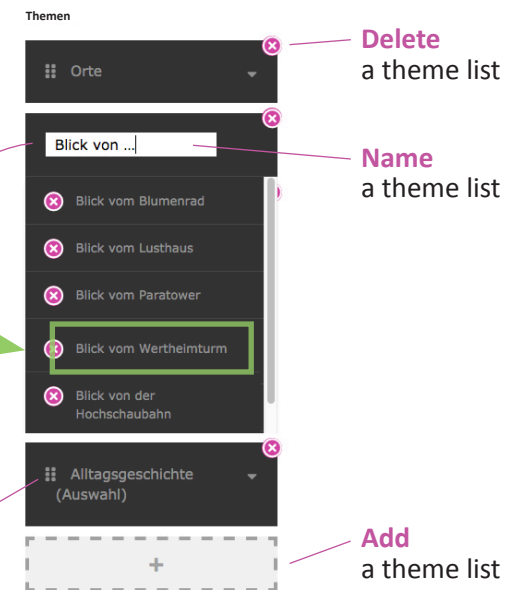 Themen
Delete
a theme list
Orte
Blick von ...
Name
a theme list
Blick vom Blumenrad
Blick vom Lusthaus
Blick vom Paratower
Blick vom Wertheimturm
Blick von der
Hochschaubahn
Alltagsgeschichte
(Auswahl)
+
Add
a theme list